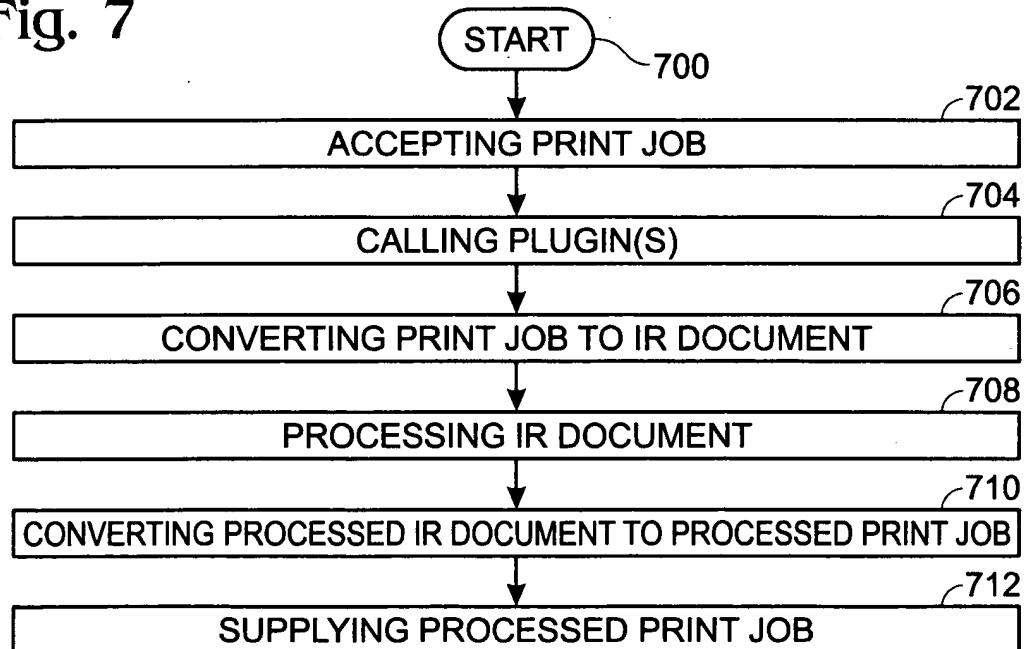 Fig. 7
START
700
702
ACCEPTING PRINT JOB
704
CALLING PLUGIN(S)
706
CONVERTING PRINT JOB TO IR DOCUMENT
708
PROCESSING IR DOCUMENT
710
CONVERTING PROCESSED IR DOCUMENT TO PROCESSED PRINT JOB
712
SUPPLYING PROCESSED PRINT JOB